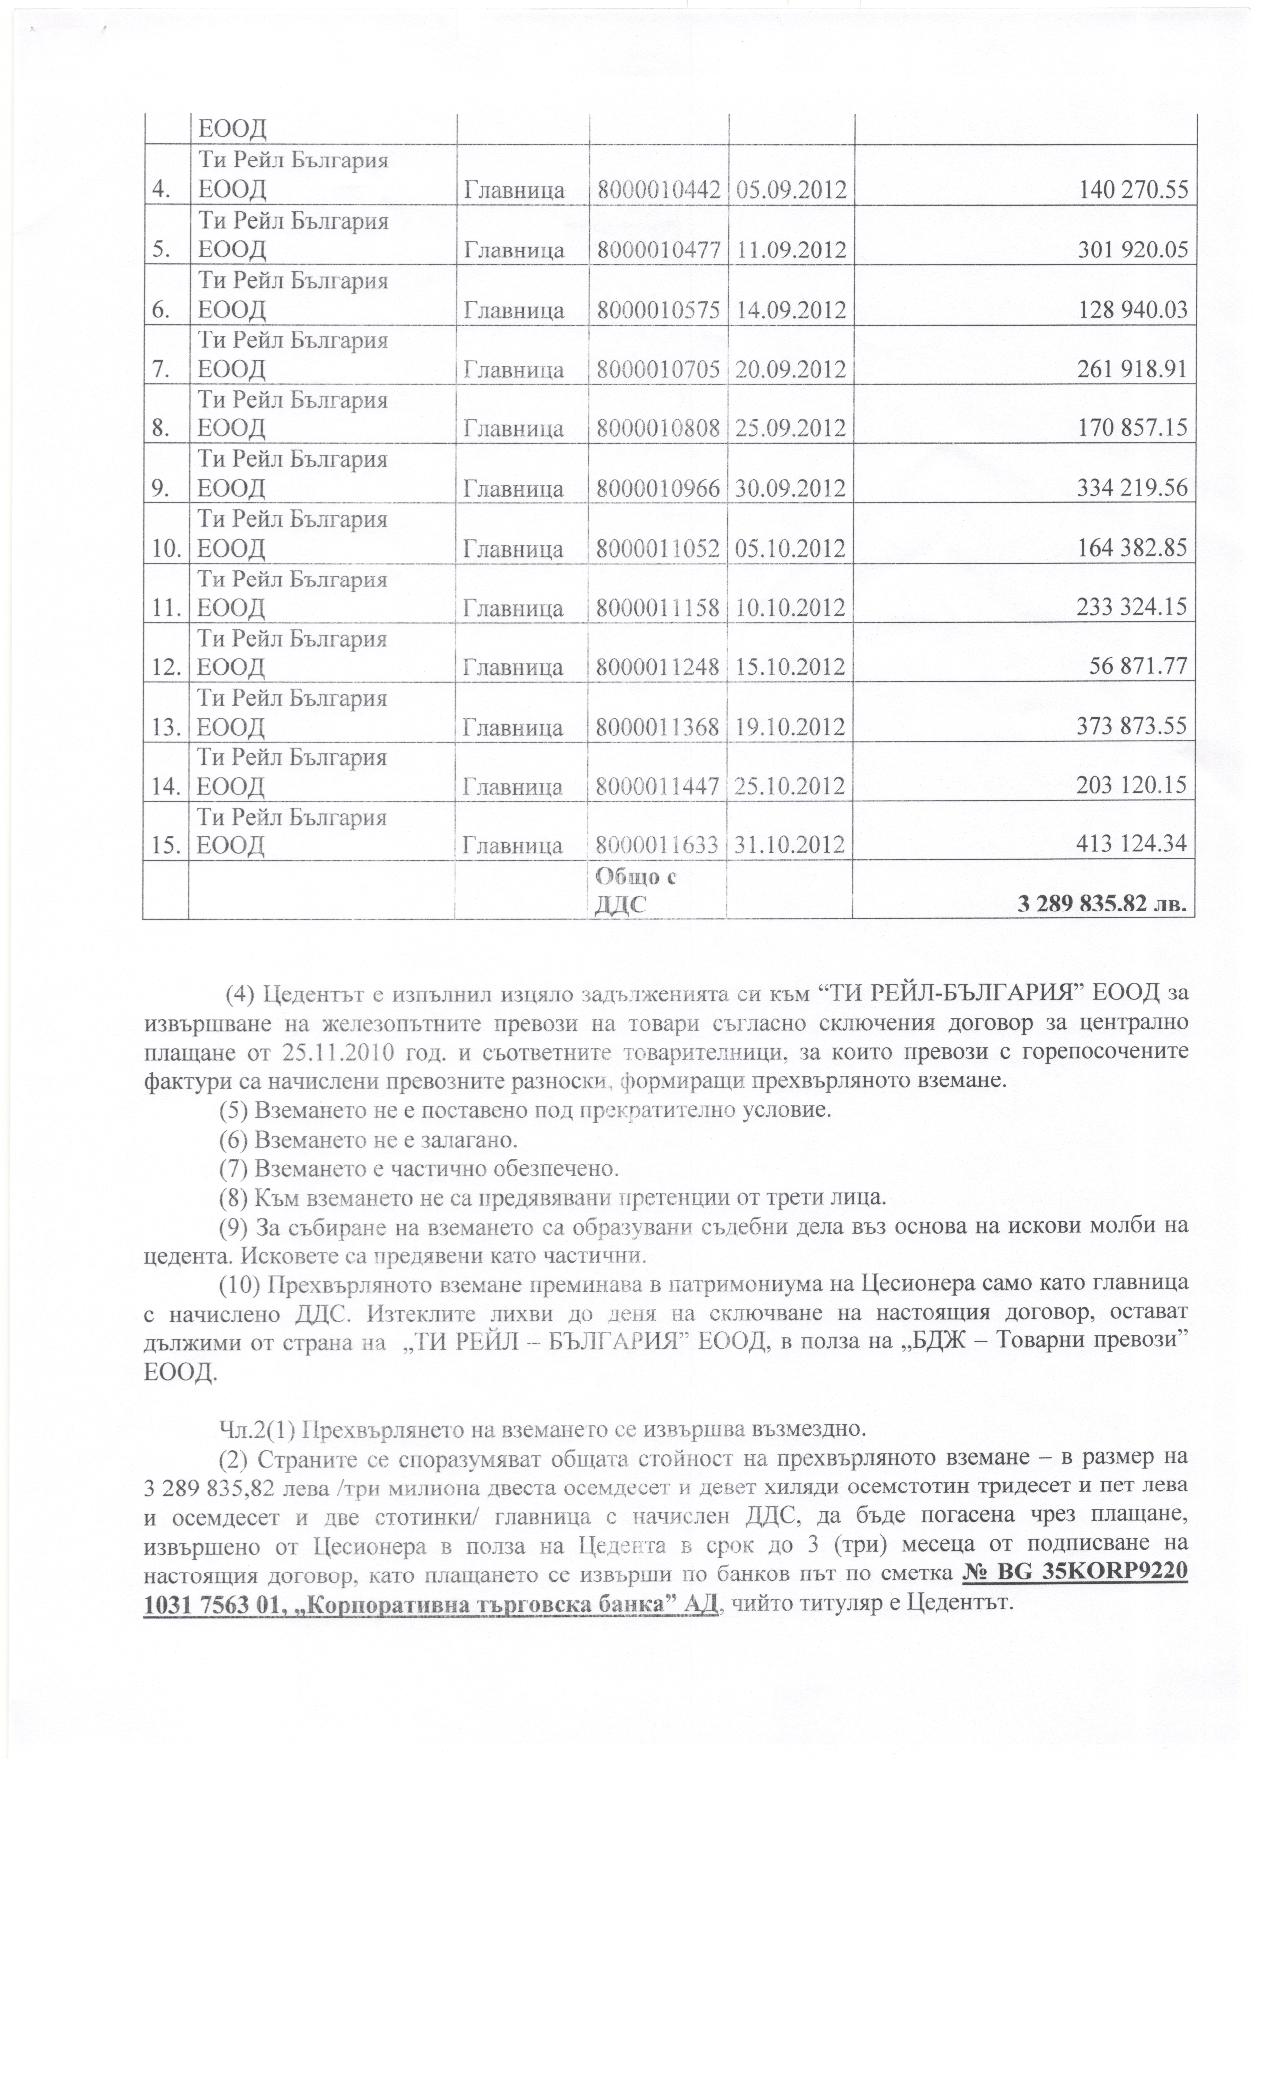 ЕООД
Ти Рейл България
4. ЕООД Главница 8000010442 05.09.2012 140 270.55
Ти Рейл България
5. ЕООД Главница 8000010477 11.09.2012 301 920.05
Ти Рейл България
6. ЕООД Главница 8000010575 14.09.2012 128 940.03
Ти Рейл България
7. ЕООД Главница 8000010705 20.09.2012 261 918.91
Ти Рейл България
8. ЕООД Главница 8000010808 25.09.2012 170 857.15
Ти Рейл България
9. ЕООД Главница 8000010966 30.09.2012 334 219.56
Ти Рейл България
10. ЕООД Главница 8000011052 05.10.2012 164 382.85
Ти Рейл България
11. ЕООД Главница 8000011158 10.10.2012 233 324.15
Ти Рейл България
12. ЕООД Главница 8000011248 15.10.2012 56 871.77
Ти Рейл България
13. ЕООД Главница 8000011368 19.10.2012 373 873.55
Ти Рейл България
14. ЕООД Главница 8000011447 25.10.2012 203 120.15
Ти Рейл България
15. ЕООД Главница 8000011633 31.10.2012 413 124.34
Общо с
ДДС 3 289 835.82 лв.
(4) Цедентът е изпълнил изцяло задълженията си към “ТИ РЕЙЛ-БЪЛГАРИЯ” ЕООД за
извършване на железопътните превози на товари съгласно сключения договор за централно
плащане от 25.11.2010 год. и съответните товарителници, за които превози с горепосочените
фактури са начислени превозните разноски, формиращи прехвърляното вземане.
(5) Вземането не е поставено под прекратително условие.
(6) Вземането не е залагано.
(7) Вземането е частично обезпечено.
(8) Към вземането не са предявявани претенции от трети лица.
(9) За събиране на вземането са образувани съдебни дела въз основа на искови молби на
цедента. Исковете са предявени като частични.
(10) Прехвърляното вземане преминава в патримониума на Цесионера само като главница
с начислено ДДС. Изтеклите лихви до деня на сключване на настоящия договор, остават
дължими от страна на „ТИ РЕЙЛ – БЪЛГАРИЯ” ЕООД, в полза на „БДЖ – Товарни превози”
ЕООД.
Чл.2(1) Прехвърлянето на вземането се извършва възмездно.
(2) Страните се споразумяват общата стойност на прехвърляното вземане – в размер на
3 289 835,82 лева /три милиона двеста осемдесет и девет хиляди осемстотин тридесет и пет лева
и осемдесет и две стотинки/ главница с начислен ДДС, да бъде погасена чрез плащане,
извършено от Цесионера в полза на Цедента в срок до 3 (три) месеца от подписване на
настоящия договор, като плащането се извърши по банков път по сметка № BG 35KORP9220
1031 7563 01, „Корпоративна търговска банка” АД, чийто титуляр е Цедентът.